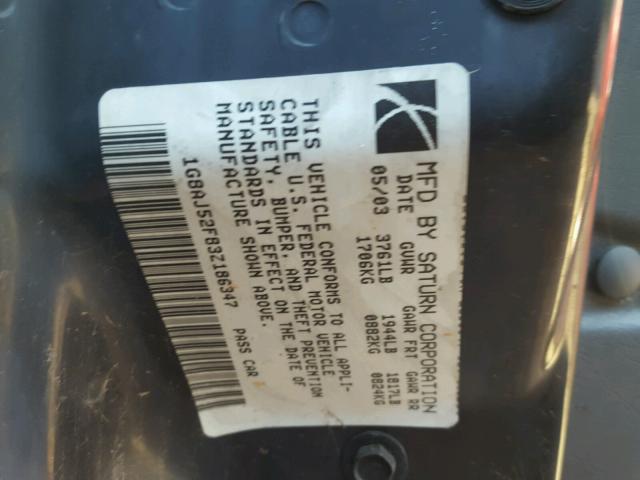 MFD BY SATURN CORPORATION
DATE GVWR GAWR FRT GAWR RR
05/03 3761LB 1944LB 1817LB
1706KG 0882KG 0824KG
THIS VEHICLE CONFORMS TO ALL APPLI-
CABLE U.S. FEDERAL MOTOR VEHICLE
SAFETY, BUMPER, AND THEFT PREVENTION
STANDARDS IN EFFECT ON THE DATE OF
MANUFACTURE SHOWN ABOVE.
1G8AJ52F83Z186347 PASS CAR